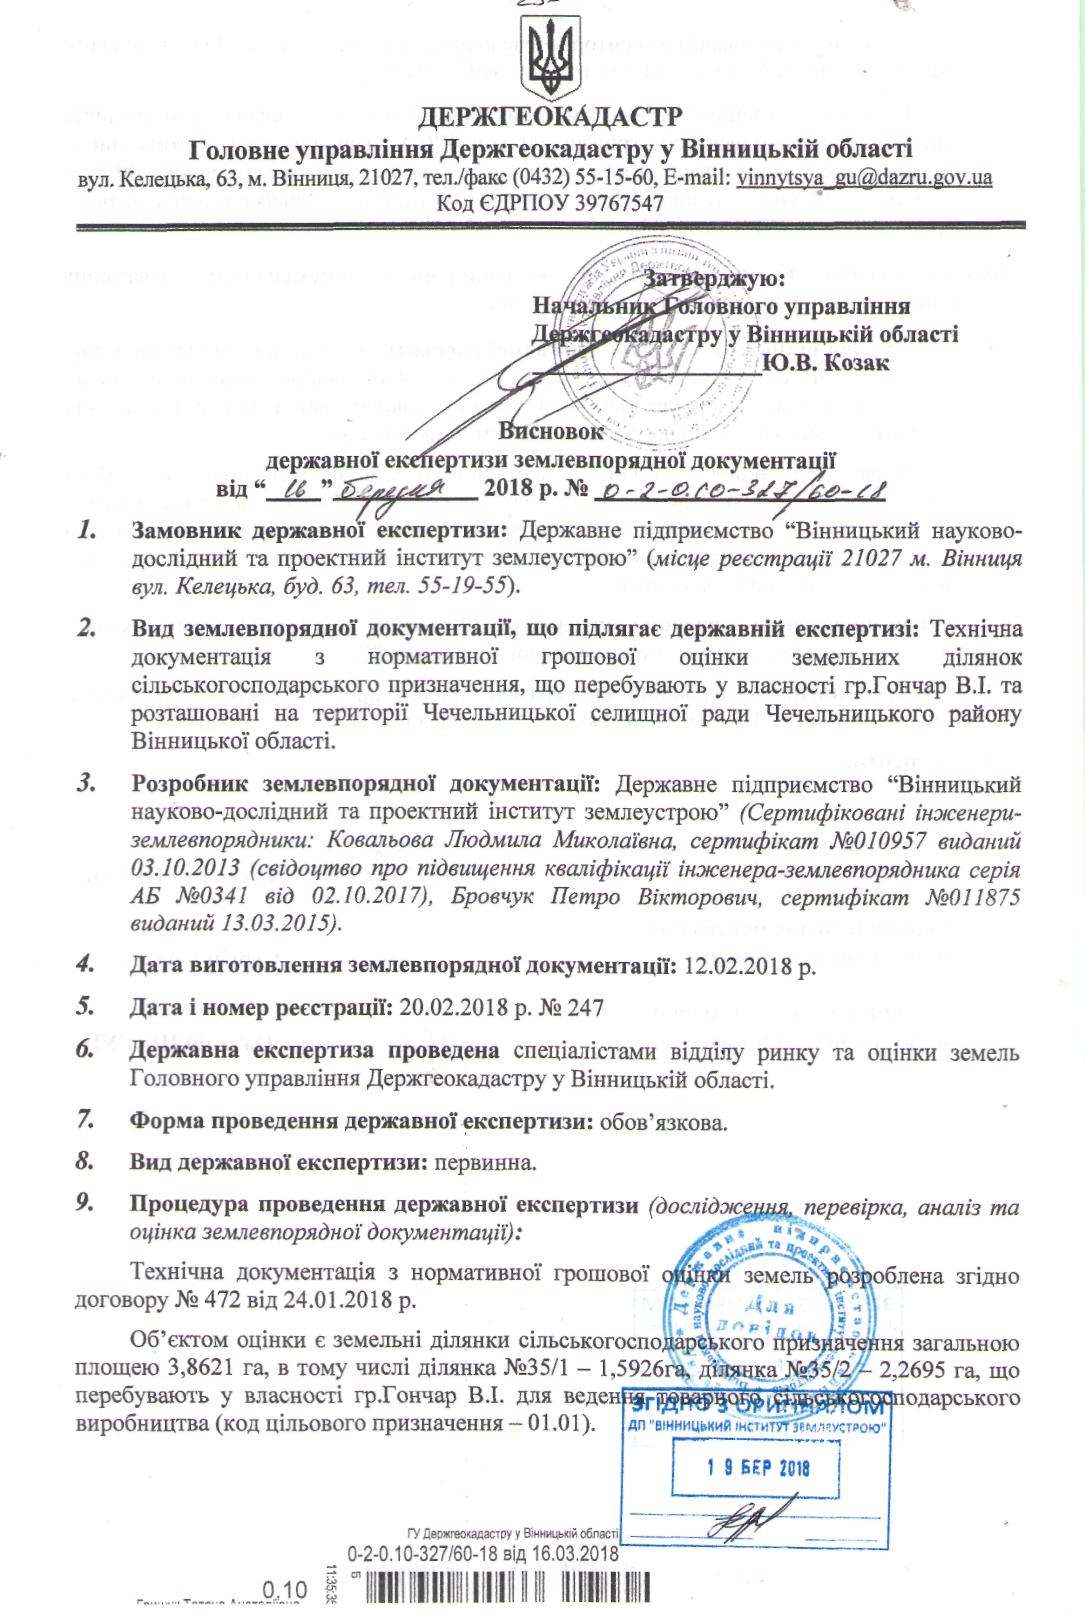 ДЕРЖГЕОКАДАСТР
Головне управління Держгеокадастру у Вінницькій області
вул. Келецька, 63, м. Вінниця, 21027, тел./факс (0432) 55-15-60, E-mail: vinnytsya_gu@dazru.gov.ua
Код ЄДРПОУ 39767547
Затверджую:
Начальник Головного управління
Держгеокадастру у Вінницькій області
Ю.В. Козак
Висновок
державної експертизи землевпорядної документації
від “ 16 ” березня 2018 р. № 0-2-0.10-327/60-18
1. Замовник державної експертизи: Державне підприємство “Вінницький науково-
дослідний та проектний інститут землеустрою” (місце реєстрації 21027 м. Вінниця
вул. Келецька, буд. 63, тел. 55-19-55).
2. Вид землевпорядної документації, що підлягає державній експертизі: Технічна
документація з нормативної грошової оцінки земельних ділянок
сільськогосподарського призначення, що перебувають у власності гр.Гончар В.І. та
розташовані на території Чечельницької селищної ради Чечельницького району
Вінницької області.
3. Розробник землевпорядної документації: Державне підприємство “Вінницький
науково-дослідний та проектний інститут землеустрою” (Сертифіковані інженери-
землевпорядники: Ковальова Людмила Миколаївна, сертифікат №010957 виданий
03.10.2013 (свідоцтво про підвищення кваліфікації інженера-землевпорядника серія
АБ №0341 від 02.10.2017), Бровчук Петро Вікторович, сертифікат №011875
виданий 13.03.2015).
4. Дата виготовлення землевпорядної документації: 12.02.2018 р.
5. Дата і номер реєстрації: 20.02.2018 р. № 247
6. Державна експертиза проведена спеціалістами відділу ринку та оцінки земель
Головного управління Держгеокадастру у Вінницькій області.
7. Форма проведення державної експертизи: обов’язкова.
8. Вид державної експертизи: первинна.
9. Процедура проведення державної експертизи (дослідження, перевірка, аналіз та
оцінка землевпорядної документації):
Технічна документація з нормативної грошової оцінки земель розроблена згідно
договору № 472 від 24.01.2018 р.
Об’єктом оцінки є земельні ділянки сільськогосподарського призначення загальною
площею 3,8621 га, в тому числі ділянка №35/1 – 1,5926га, ділянка №35/2 – 2,2695 га, що
перебувають у власності гр.Гончар В.І. для ведення товарного сільськогосподарського
виробництва (код цільового призначення – 01.01).
Для
довідок
ЗГІДНО З ОРИГІНАЛОМ
ДП "ВІННИЦЬКИЙ ІНСТИТУТ ЗЕМЛЕУСТРОЮ"
19 БЕР 2018
ГУ Держгеокадастру у Вінницькій області
0-2-0.10-327/60-18 від 16.03.2018
11:35:35
0,10